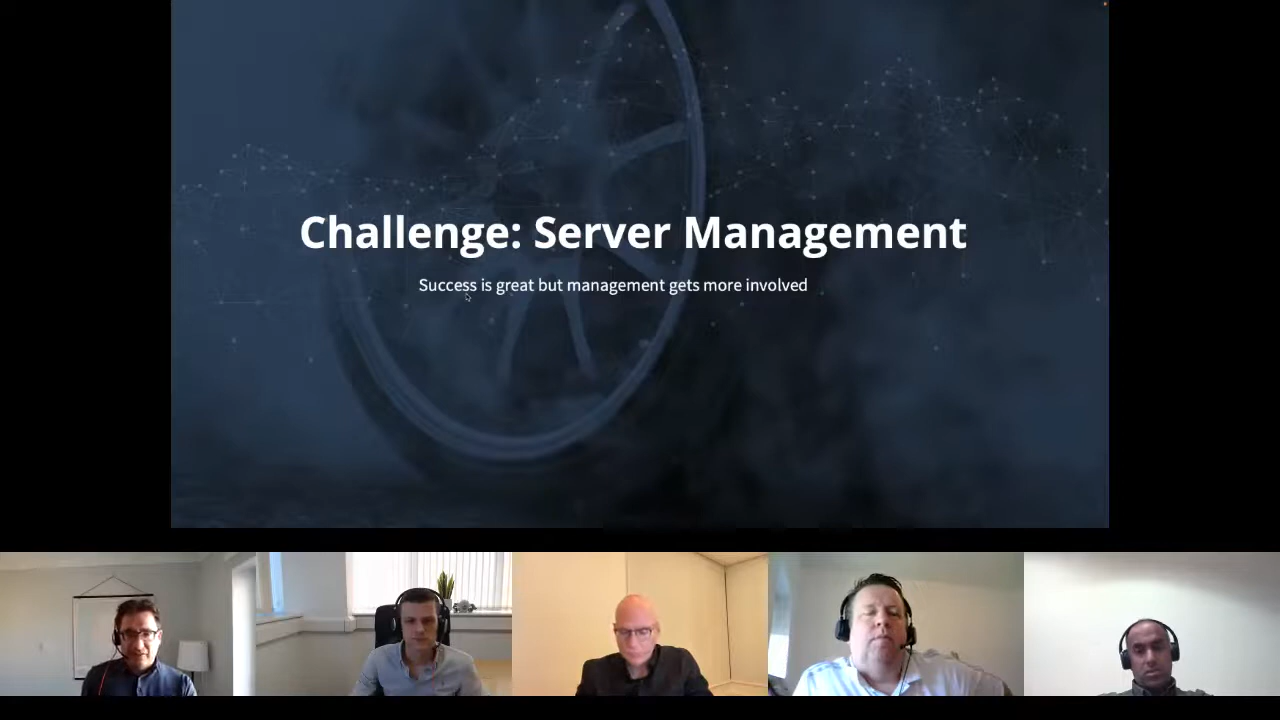 Challenge: Server Management
Success is great but management gets more involved